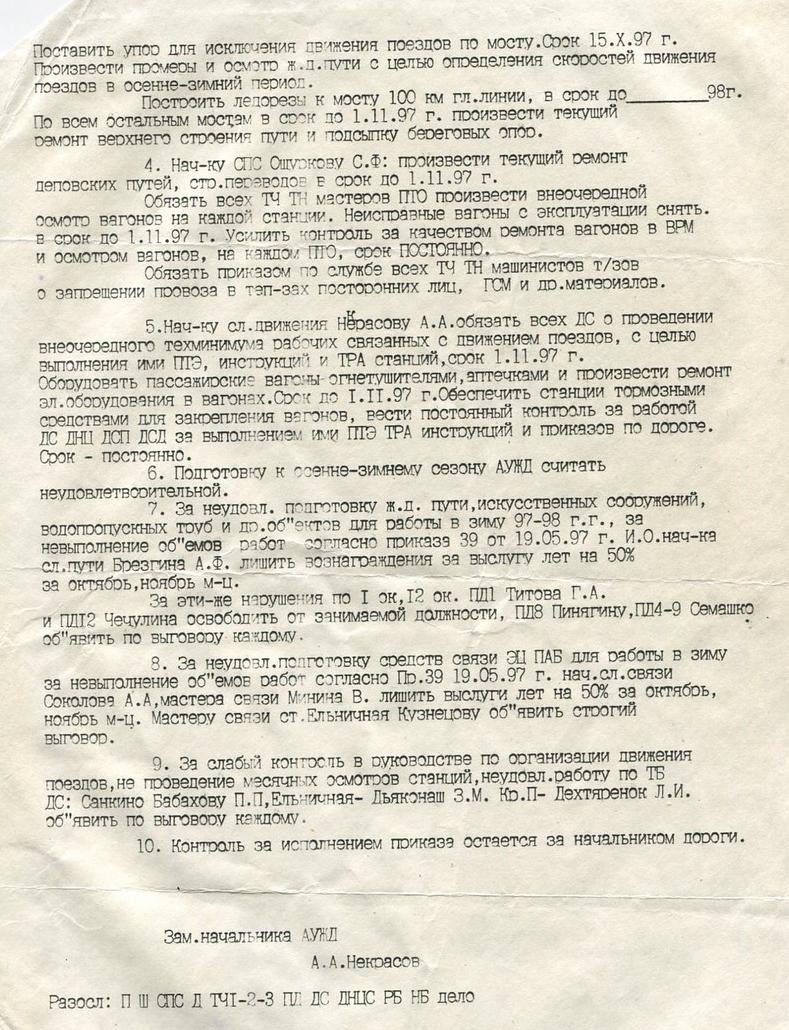 Поставить упор для исключения движения поездов по мосту.Срок 15.X.97 г.
Произвести промеры и осмотр ж.д.пути с целью определения скоростей движения
поездов в осенне-зимний период.
Построить ледорезы к мосту 100 км гл.линии, в срок до_________98г.
По всем остальным мостам в срок до 1.11.97 г. произвести текущий
ремонт верхнего строения пути и подсыпку береговых опор.
4. Нач-ку СПС Ошуркову С.Ф: произвести текущий ремонт
деповских путей, стр.переводов в срок до 1.11.97 г.
Обязать всех ТЧ ТН мастеров ПТО произвести внеочередной
осмотр вагонов на каждой станции. Неисправные вагоны с эксплуатации снять.
в срок до 1.11.97 г. Усилить контроль за качеством ремонта вагонов в ВРМ
и осмотром вагонов, на каждом ПТО, срок ПОСТОЯННО.
Обязать приказом по службе всех ТЧ ТН машинистов т/зов
о запрещении провоза в теп-зах посторонних лиц, ГСМ и др.материалов.
5.Нач-ку сл.движения Некрасову А.А.обязать всех ДС о проведении
внеочередного техминимума рабочих связанных с движением поездов, с целью
выполнения ими ПТЭ, инструкций и ТРА станций,срок 1.11.97 г.
Оборудовать пассажирские вагоны-огнетушителями,аптечками и произвести ремонт
эл.оборудования в вагонах.Срок до I.II.97 г.Обеспечить станции тормозными
средствами для закрепления вагонов, вести постоянный контроль за работой
ДС ДНЦ ДСП ДСД за выполнением ими ПТЭ ТРА инструкций и приказов по дороге.
Срок - постоянно.
6. Подготовку к осенне-зимнему сезону АУЖД считать
неудовлетворительной.
7. За неудовл. подготовку ж.д. пути,искусственных сооружений,
водопропускных труб и др.об"ектов для работы в зиму 97-98 г.г., за
невыполнение об"емов работ согласно приказа 39 от 19.05.97 г. И.О.нач-ка
сл.пути Брезгина А.Ф. лишить вознаграждения за выслугу лет на 50%
за октябрь,ноябрь м-ц.
За эти-же нарушения по I ок,I2 ок. ПД1 Титова Г.А.
и ПДI2 Чечулина освободить от занимаемой должности, ПД8 Пинягину,ПД4-9 Семашко
об"явить по выговору каждому.
8. За неудовл.подготовку средств связи ЭЦ ПАБ для работы в зиму
за невыполнение об"емов работ согласно Пр.39 19.05.97 г. нач.сл.связи
Соколова А.А,мастера связи Минина В. лишить выслуги лет на 50% за октябрь,
ноябрь м-ц. Мастеру связи ст.Ельничная Кузнецову об"явить строгий
выговор.
9. За слабый контроль в руководстве по организации движения
поездов,не проведение месячных осмотров станций,неудовл.работу по ТБ
ДС: Санкино Бабахову П.П,Ельничная- Дьяконаш З.М. Кр.П- Дехтяренок Л.И.
об"явить по выговору каждому.
10. Контроль за исполнением приказа остается за начальником дороги.
Зам.начальника АУЖД
А.А.Некрасов
Разосл: П Ш СПС Д ТЧI-2-3 ПД ДС ДНЦС РБ НБ дело